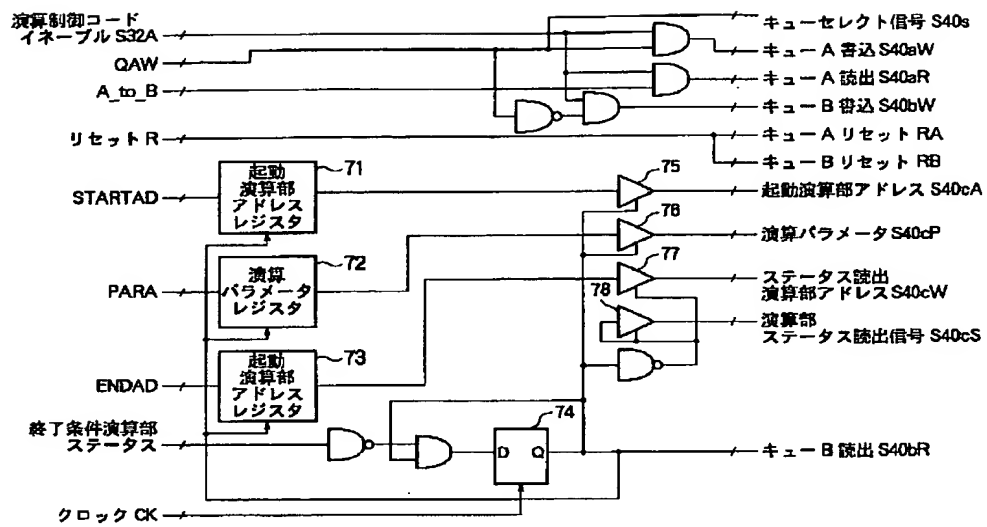 演算制御コード
イネーブル S32A
QAW
A_to_B
リセット R
STARTAD
PARA
ENDAD
終了条件演算部
ステータス
クロック CK
起動
演算部
アドレス
レジスタ
71
演算
パラメータ
レジスタ
72
起動
演算部
アドレス
レジスタ
73
74
D Q
75
76
77
78
キューセレクト信号 S40s
キュー A 書込 S40aW
キュー A 読出 S40aR
キュー B 書込 S40bW
キュー A リセット RA
キュー B リセット RB
起動演算部アドレス S40cA
演算パラメータ S40cP
ステータス読出
演算部アドレス S40cW
演算部
ステータス読出信号 S40cS
キュー B 読出 S40bR